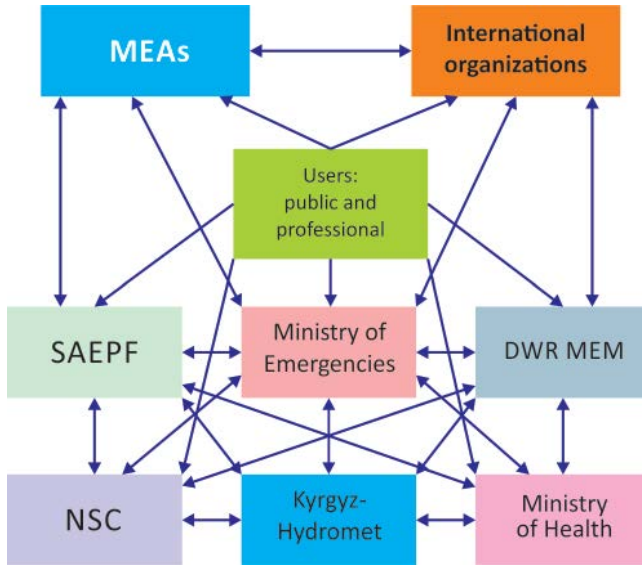 MEAs
International
organizations
Users:
public and
professional
SAEPF
Ministry of
Emergencies
DWR MEM
NSC
Kyrgyz-
Hydromet
Ministry
of Health